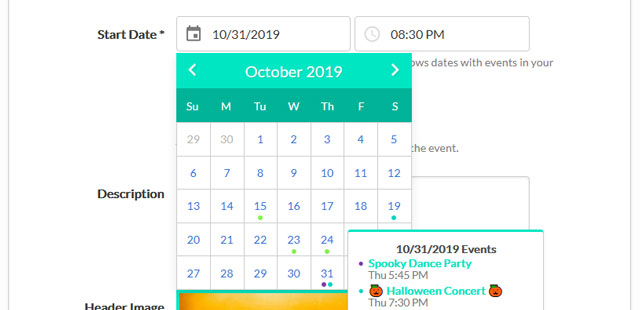 Start Date *
10/31/2019
08:30 PM
ows dates with events in your
October 2019
Su M Tu W Th F S
29 30 1 2 3 4 5
the event.
6 7 8 9 10 11 12
Description
13 14 15 16 17 18 19
20 21 22 23 24
27 28 29 30 31
10/31/2019 Events
Spooky Dance Party
Thu 5:45 PM
🎃 Halloween Concert 🎃
Thu 7:30 PM
Header Image